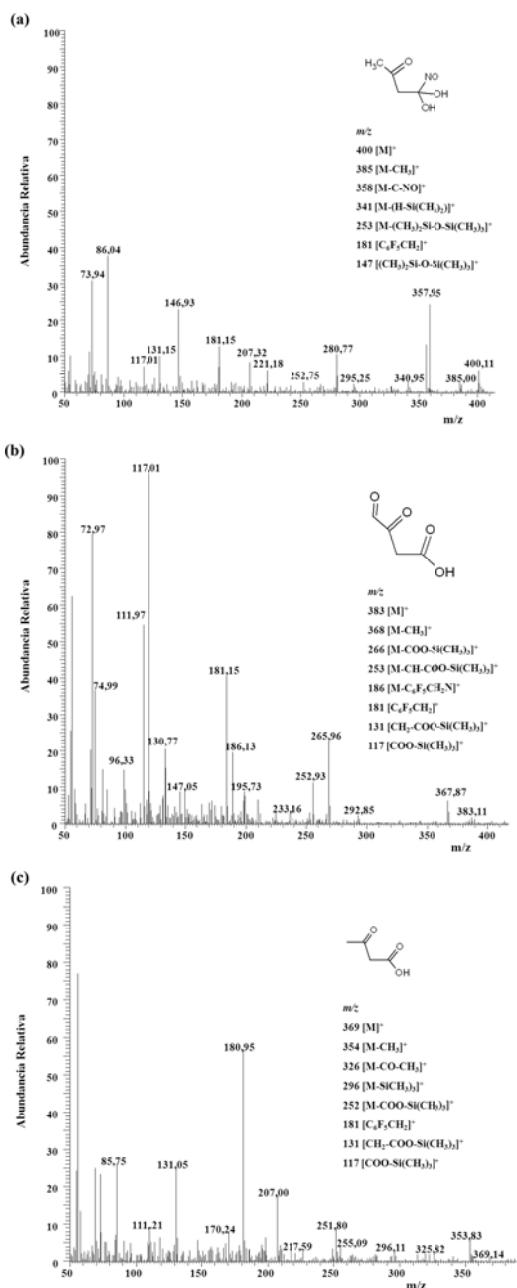 (a)
Abundancia Relativa
100
90
80
70
60
50
40
30
20
10
0
H₃C
O
NO
OH
OH
m/z
400 [M]⁺
385 [M-CH₃]⁺
358 [M-C-NO]⁺
341 [M-(H-Si(CH₃)₂)]⁺
253 [M-(CH₃)₂Si-O-Si(CH₃)₃]⁺
181 [C₆F₅CH₂]⁺
147 [(CH₃)₂Si-O-Si(CH₃)₃]⁺
86,04
73,94
146,93
131,15
117,01
181,15
207,32
221,18
252,75
280,77
295,25
340,95
357,95
385,00
400,11
50
100
150
200
250
300
350
400
m/z
(b)
Abundancia Relativa
100
90
80
70
60
50
40
30
20
10
0
O
O
O
OH
m/z
383 [M]⁺
368 [M-CH₃]⁺
266 [M-COO-Si(CH₃)₃]⁺
253 [M-CH-COO-Si(CH₃)₃]⁺
186 [M-C₆F₅CH₂N]⁺
181 [C₆F₅CH₂]⁺
131 [CH₂-COO-Si(CH₃)₃]⁺
117 [COO-Si(CH₃)₃]⁺
117,01
72,97
111,97
74,99
96,33
130,77
147,05
181,15
186,13
195,73
233,16
252,93
265,96
292,85
367,87
383,11
50
100
150
200
250
300
350
400
m/z
(c)
Abundancia Relativa
100
90
80
70
60
50
40
30
20
10
0
O
O
OH
m/z
369 [M]⁺
354 [M-CH₃]⁺
326 [M-CO-CH₃]⁺
296 [M-SiCH₃)₃]⁺
252 [M-COO-Si(CH₃)₃]⁺
181 [C₆F₅CH₂]⁺
131 [CH₂-COO-Si(CH₃)₃]⁺
117 [COO-Si(CH₃)₃]⁺
85,75
111,21
131,05
170,24
180,95
207,00
217,59
251,80
255,09
296,11
325,82
353,83
369,14
50
100
150
200
250
300
350
m/z